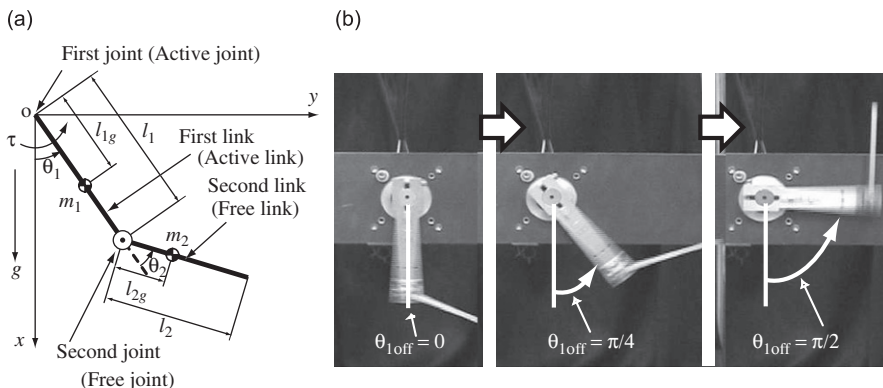 (a)
First joint (Active joint)
o
y
τ
θ1
l1g
l1
First link
(Active link)
Second link
(Free link)
m1
m2
g
θ2
l2g
l2
x
Second joint
(Free joint)
(b)
θ1off = 0
θ1off = π/4
θ1off = π/2